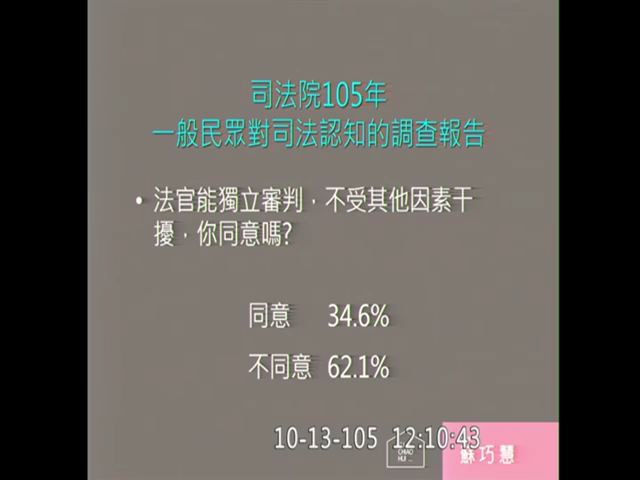 司法院105年
一般民眾對司法認知的調查報告
• 法官能獨立審判，不受其他因素干
擾，你同意嗎?
同意 34.6%
不同意 62.1%
10-13-105 12:10:43
CHIAO
HUI
蘇巧慧